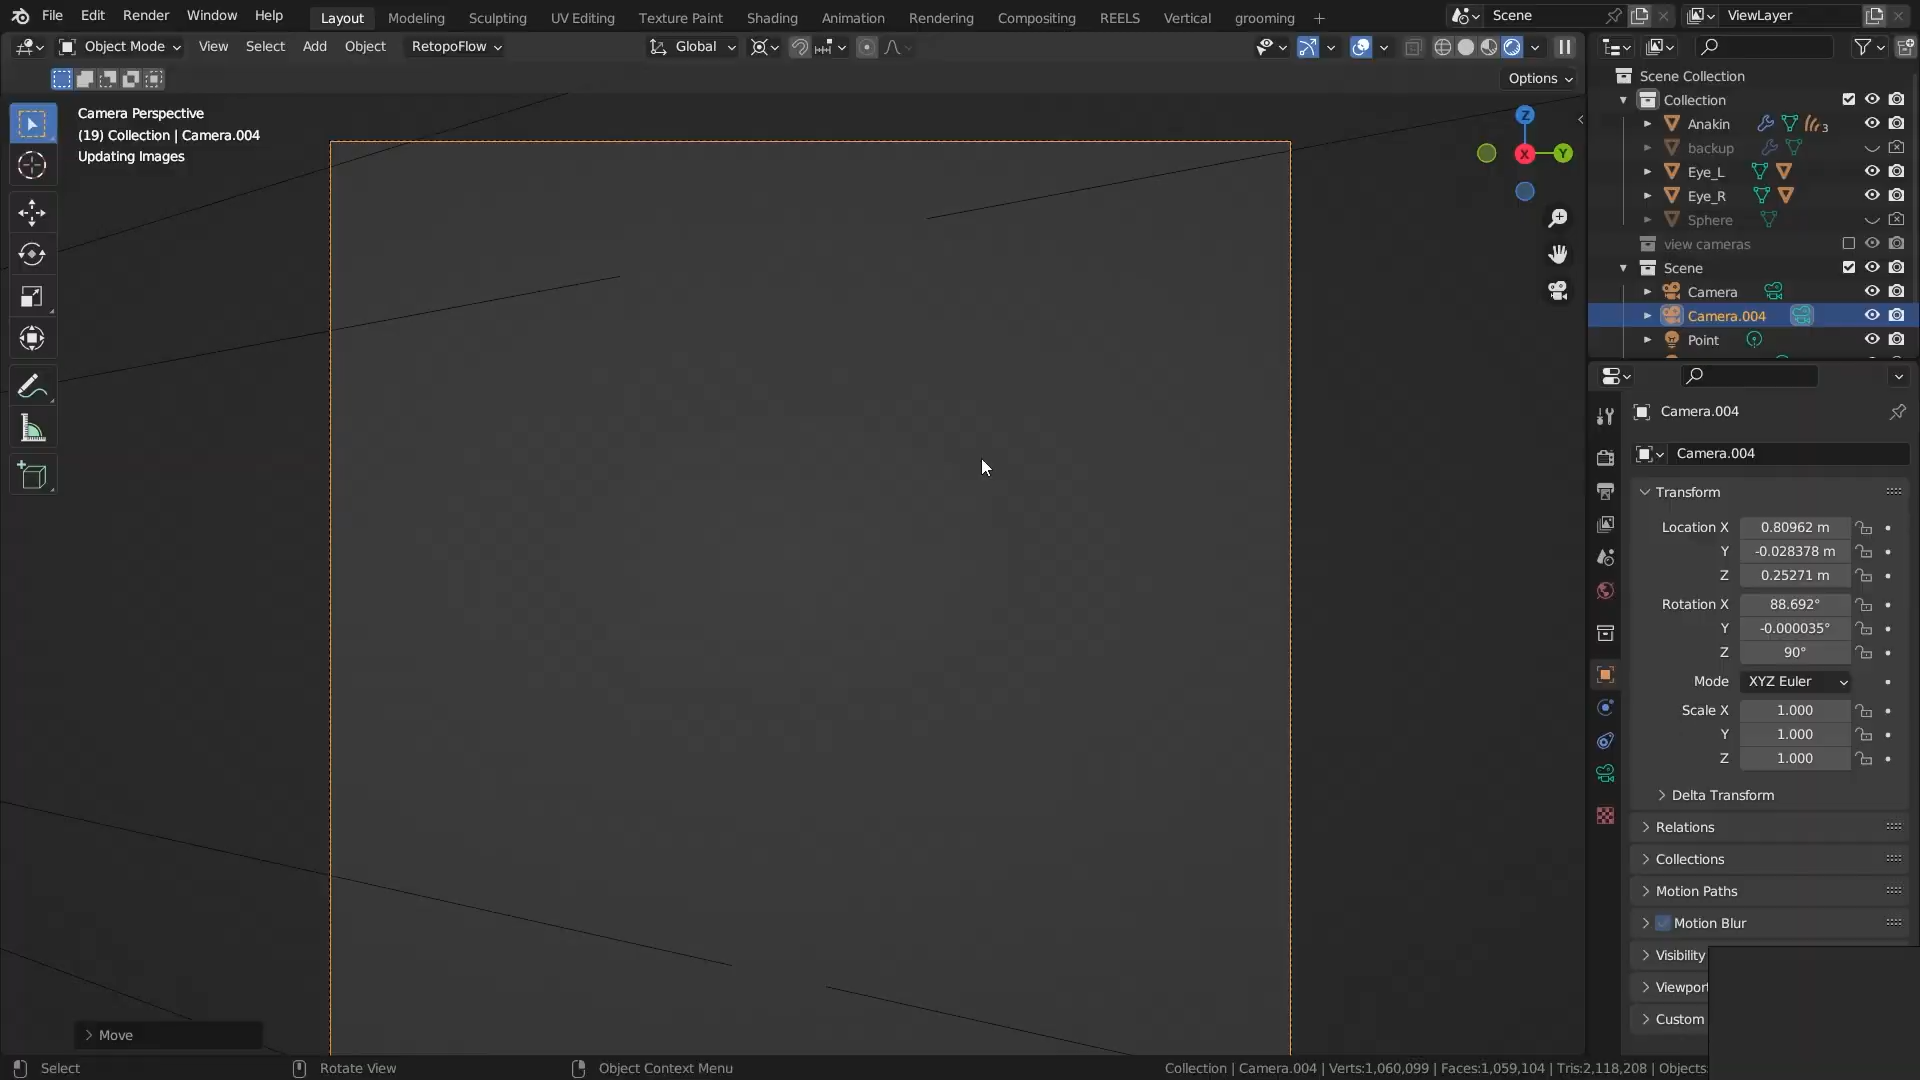 File Edit Render Window Help Layout Modeling Sculpting UV Editing Texture Paint Shading Animation Rendering Compositing REELS Vertical grooming + Scene ViewLayer
Object Mode View Select Add Object RetopoFlow Global
Options
Camera Perspective
(19) Collection | Camera.004
Updating Images
Z
X
Y
Scene Collection
Collection
Anakin 3
backup
Eye_L
Eye_R
Sphere
view cameras
Scene
Camera
Camera.004
Point
Camera.004
Camera.004
Transform
Location X 0.80962 m
Y -0.028378 m
Z 0.25271 m
Rotation X 88.692°
Y -0.000035°
Z 90°
Mode XYZ Euler
Scale X 1.000
Y 1.000
Z 1.000
Delta Transform
Relations
Collections
Motion Paths
Motion Blur
Visibility
Viewport
Custom
Move
Select Rotate View Object Context Menu Collection | Camera.004 | Verts:1,060,099 | Faces:1,059,104 | Tris:2,118,208 | Objects: